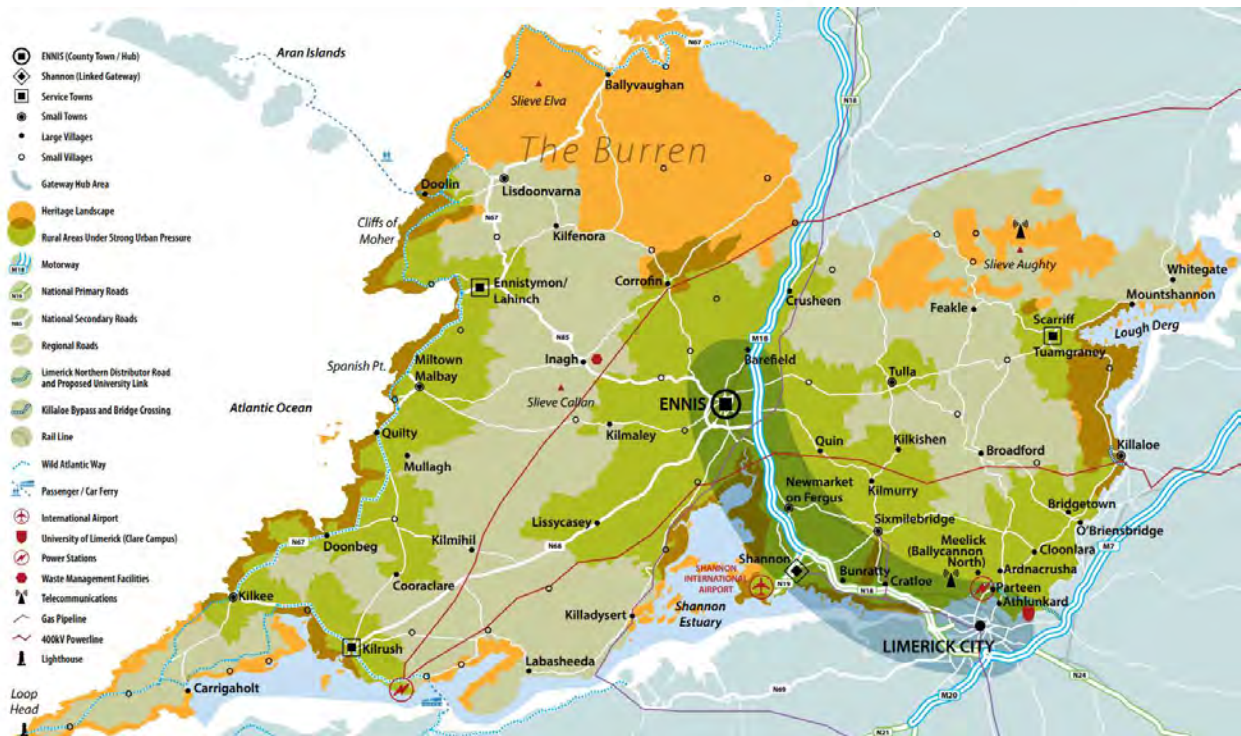 ENNIS (County Town / Hub)
Shannon (Linked Gateway)
Service Towns
Small Towns
Large Villages
Small Villages
Gateway Hub Area
Heritage Landscape
Rural Areas Under Strong Urban Pressure
M18
Motorway
N18
National Primary Roads
National Secondary Roads
Regional Roads
Limerick Northern Distributor Road
and Proposed University Link
Killaloe Bypass and Bridge Crossing
Rail Line
Wild Atlantic Way
Passenger / Car Ferry
International Airport
University of Limerick (Clare Campus)
Power Stations
Waste Management Facilities
Telecommunications
Gas Pipeline
400kV Powerline
Lighthouse
Aran Islands
N67
Ballyvaughan
Slieve Elva
N18
The Burren
Doolin
Lisdoonvarna
Cliffs of
Moher
N67
Kilfenora
Slieve Aughty
Whitegate
Ennistymon/
Lahinch
Corrofin
Crusheen
Feakle
Mountshannon
Scarriff
Lough Derg
Tuamgraney
N85
M18
Barefield
Inagh
Spanish Pt.
Miltown
Malbay
Slieve Callan
Tulla
ENNIS
Atlantic Ocean
Quilty
Kilmaley
Quin
Kilkishen
Broadford
Killaloe
Mullagh
Newmarket
on Fergus
Kilmurry
Bridgetown
Lissycasey
Sixmilebridge
O'Briensbridge
N67
Doonbeg
Kilmihil
N68
Meelick
(Ballycannon
North)
Cloonlara
M7
Shannon
SHANNON
INTERNATIONAL
AIRPORT
N19
Bunratty
Cratloe
Ardnacrusha
Parteen
Athlunkard
N18
Cooraclare
Kilkee
Killadysert
Shannon
Estuary
LIMERICK CITY
Kilrush
Labasheeda
Carrigaholt
Loop
Head
N69
N24
M20
N21